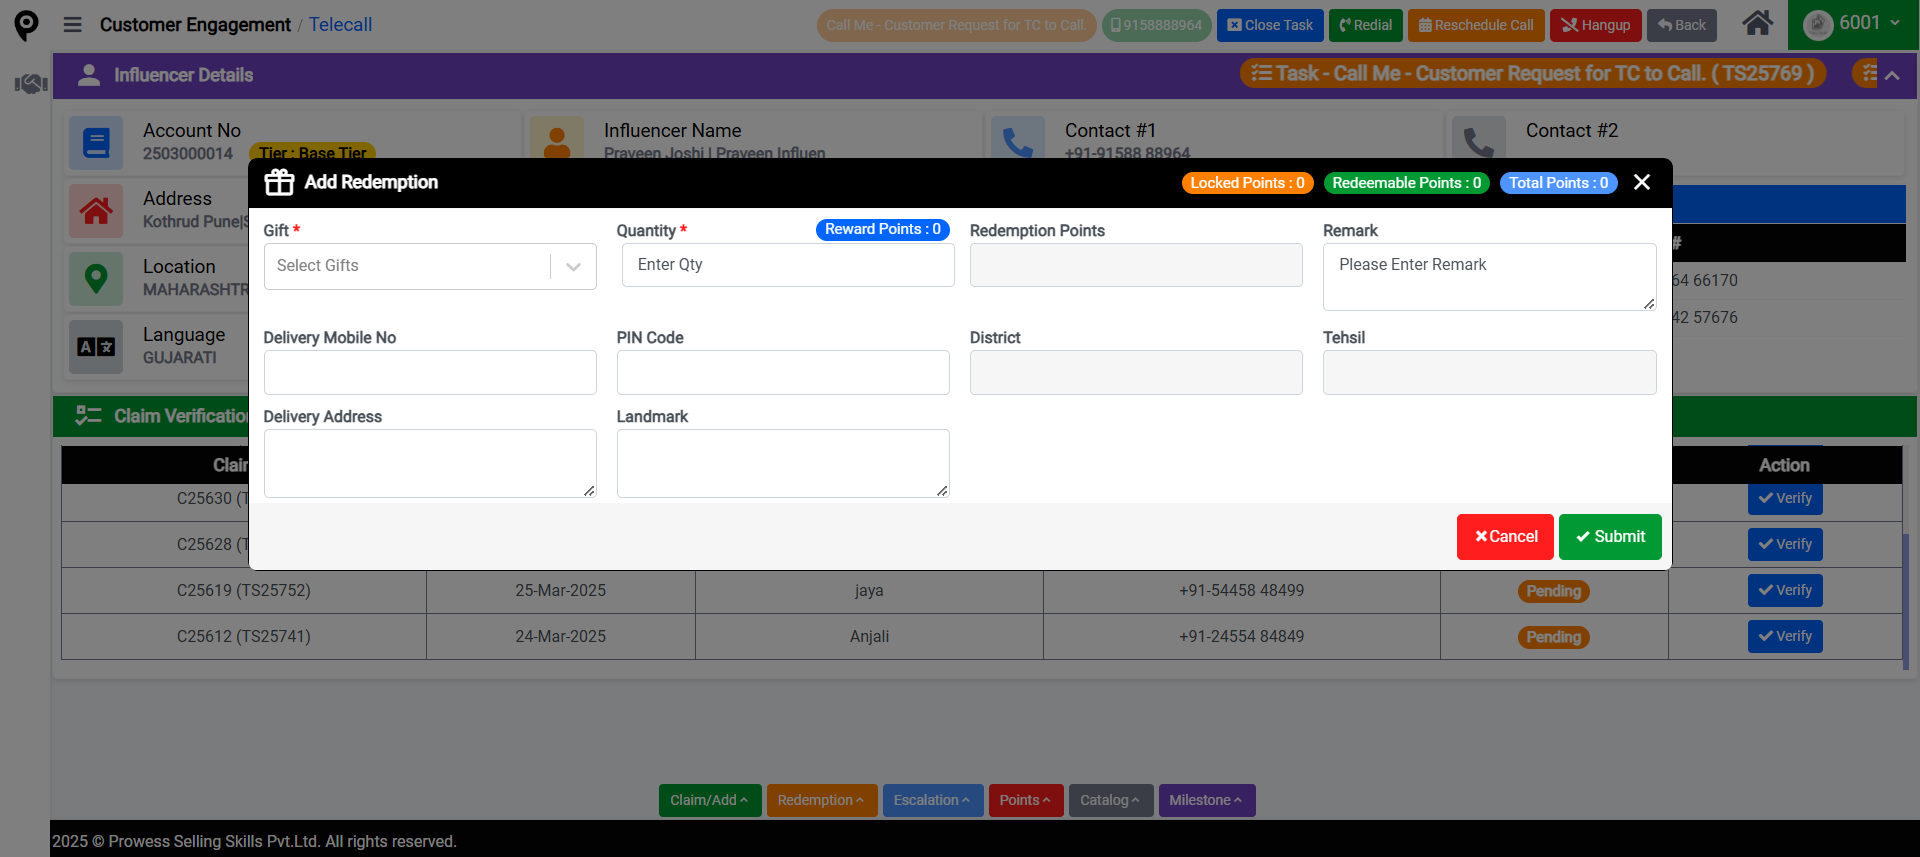 Customer Engagement / Telecall
Call Me - Customer Request for TC to Call.
9158888964
Close Task
Redial
Reschedule Call
Hangup
Back
6001
Influencer Details
Task - Call Me - Customer Request for TC to Call. ( TS25769 )
Account No
2503000014
Tier : Base Tier
Influencer Name
Praveen Joshi | Praveen Influen
Contact #1
+91-91588 88964
Contact #2
Address
Kothrud Pune|S
Location
MAHARASHTR
Language
GUJARATI
#
64 66170
42 57676
Add Redemption
Locked Points : 0
Redeemable Points : 0
Total Points : 0
Gift *
Select Gifts
Quantity *
Reward Points : 0
Enter Qty
Redemption Points
Remark
Please Enter Remark
Delivery Mobile No
PIN Code
District
Tehsil
Delivery Address
Landmark
Cancel
Submit
Claim Verification
Clai
Action
C25630 (T
Verify
C25628 (T
Verify
C25619 (TS25752) 25-Mar-2025 jaya +91-54458 48499 Pending Verify
C25612 (TS25741) 24-Mar-2025 Anjali +91-24554 84849 Pending Verify
Claim/Add
Redemption
Escalation
Points
Catalog
Milestone
2025 © Prowess Selling Skills Pvt.Ltd. All rights reserved.